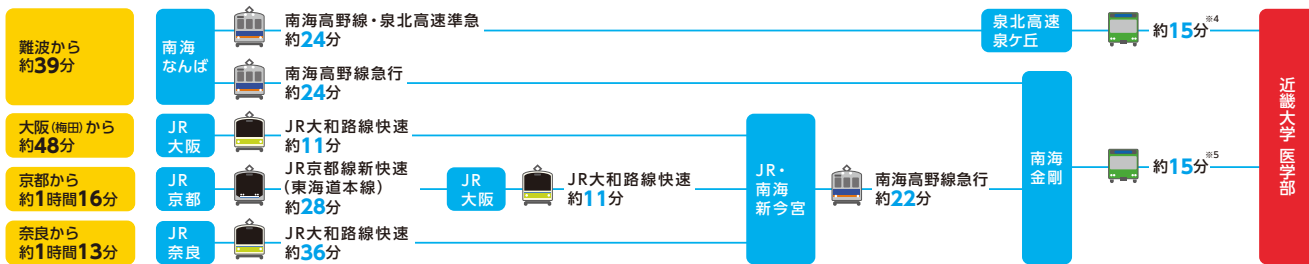 難波から
約39分
南海
なんば
南海高野線・泉北高速準急
約24分
泉北高速
泉ケ丘
約15分※4
南海高野線急行
約24分
大阪(梅田)から
約48分
JR
大阪
JR大和路線快速
約11分
京都から
約1時間16分
JR
京都
JR京都線新快速
(東海道本線)
約28分
JR
大阪
JR大和路線快速
約11分
奈良から
約1時間13分
JR
奈良
JR大和路線快速
約36分
JR・
南海
新今宮
南海高野線急行
約22分
南海
金剛
約15分※5
近畿大学 医学部